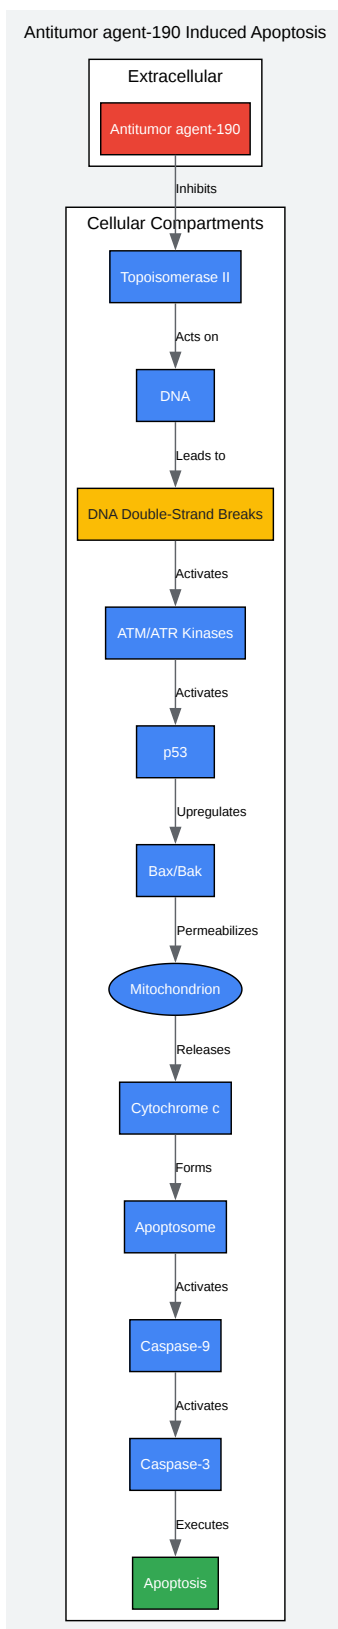 Antitumor agent-190 Induced Apoptosis
Extracellular
Antitumor agent-190
Inhibits
Cellular Compartments
Topoisomerase II
Acts on
DNA
Leads to
DNA Double-Strand Breaks
Activates
ATM/ATR Kinases
Activates
p53
Upregulates
Bax/Bak
Permeabilizes
Mitochondrion
Releases
Cytochrome c
Forms
Apoptosome
Activates
Caspase-9
Activates
Caspase-3
Executes
Apoptosis